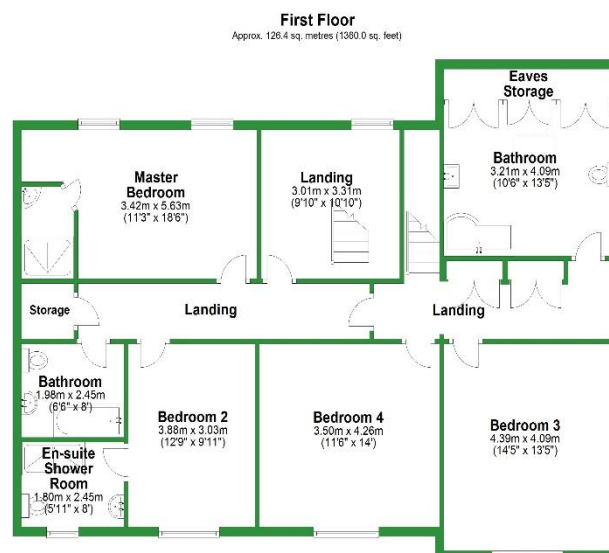 First Floor
Approx. 126.4 sq. metres (1360.0 sq. feet)
Eaves
Storage
Bathroom
3.21m x 4.09m
(10'6" x 13'5")
Master
Bedroom
3.42m x 5.63m
(11'3" x 18'6")
Landing
3.01m x 3.31m
(9'10" x 10'10")
Storage
Landing
Landing
Bathroom
1.98m x 2.45m
(6'6" x 8')
Bedroom 2
3.88m x 3.03m
(12'9" x 9'11")
Bedroom 4
3.50m x 4.26m
(11'6" x 14')
Bedroom 3
4.39m x 4.09m
(14'5" x 13'5")
En-suite
Shower
Room
1.80m x 2.45m
(5'11" x 8')